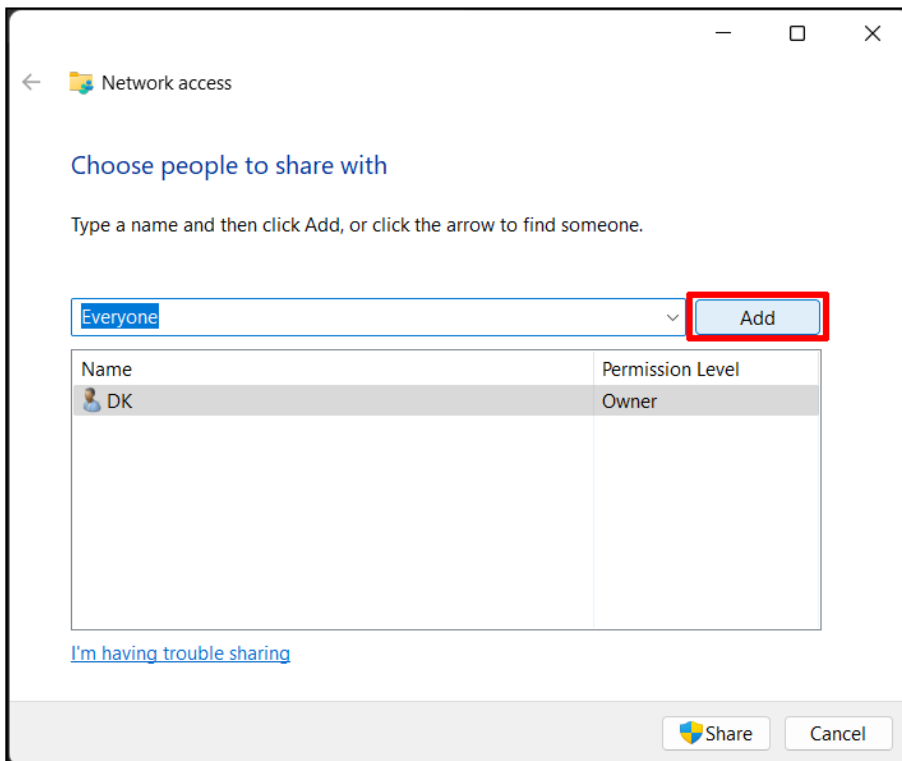 Network access
Choose people to share with
Type a name and then click Add, or click the arrow to find someone.
Everyone Add
Name Permission Level
DK Owner
I'm having trouble sharing
Share Cancel